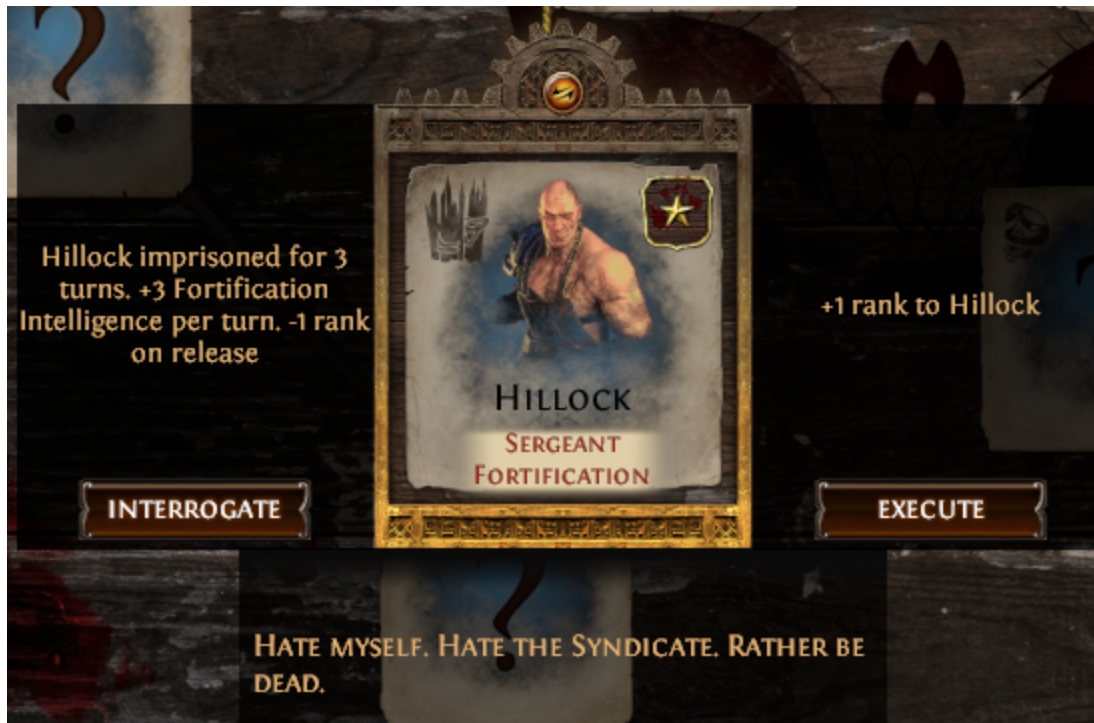 Hillock imprisoned for 3
turns. +3 Fortification
Intelligence per turn. -1 rank
on release
INTERROGATE
HILLOCK
SERGEANT
FORTIFICATION
+1 rank to Hillock
EXECUTE
HATE MYSELF. HATE THE SYNDICATE. RATHER BE
DEAD.